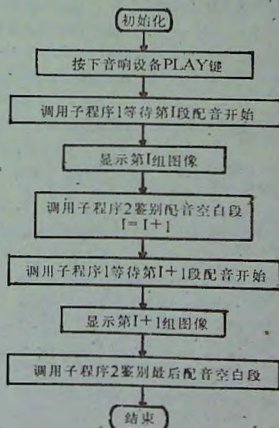 初始化
按下音响设备PLAY键
调用子程序1等待第I段配音开始
显示第I组图像
调用子程序2鉴别配音空白段
I=I+1
调用子程序1等待第I+1段配音开始
显示第I+1组图像
调用子程序2鉴别最后配音空白段
结束